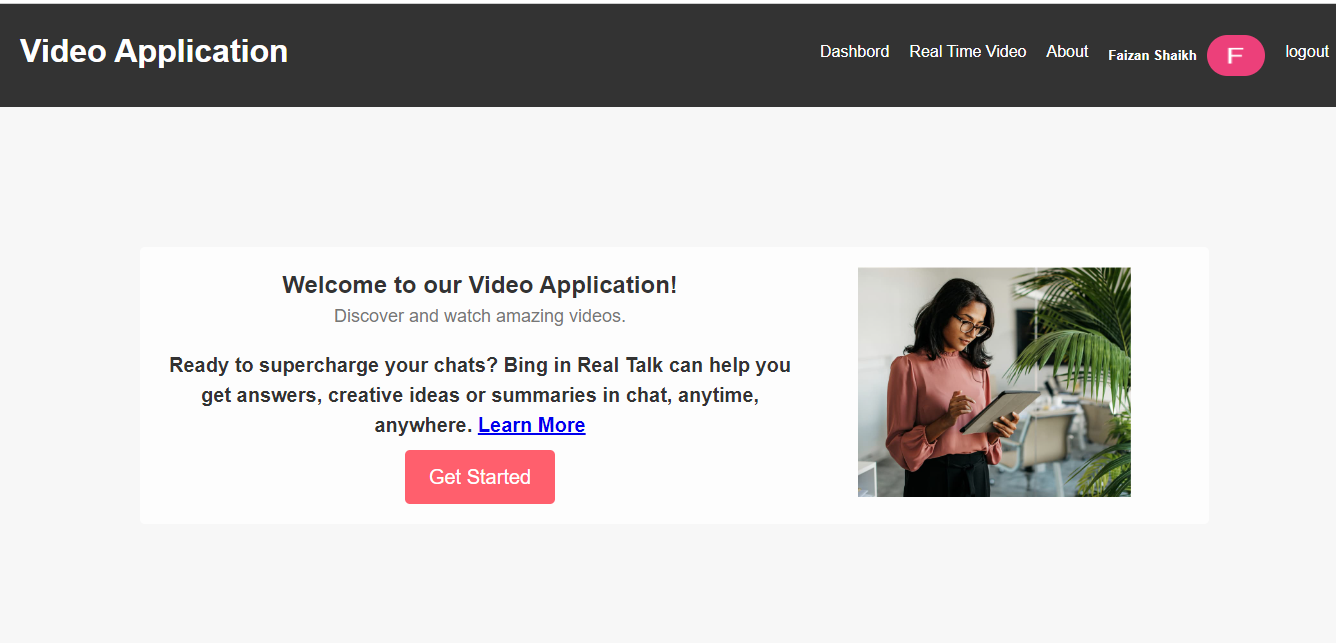 Video Application
Dashbord
Real Time Video
About
Faizan Shaikh
F
logout
Welcome to our Video Application!
Discover and watch amazing videos.
Ready to supercharge your chats? Bing in Real Talk can help you
get answers, creative ideas or summaries in chat, anytime,
anywhere. Learn More
Get Started